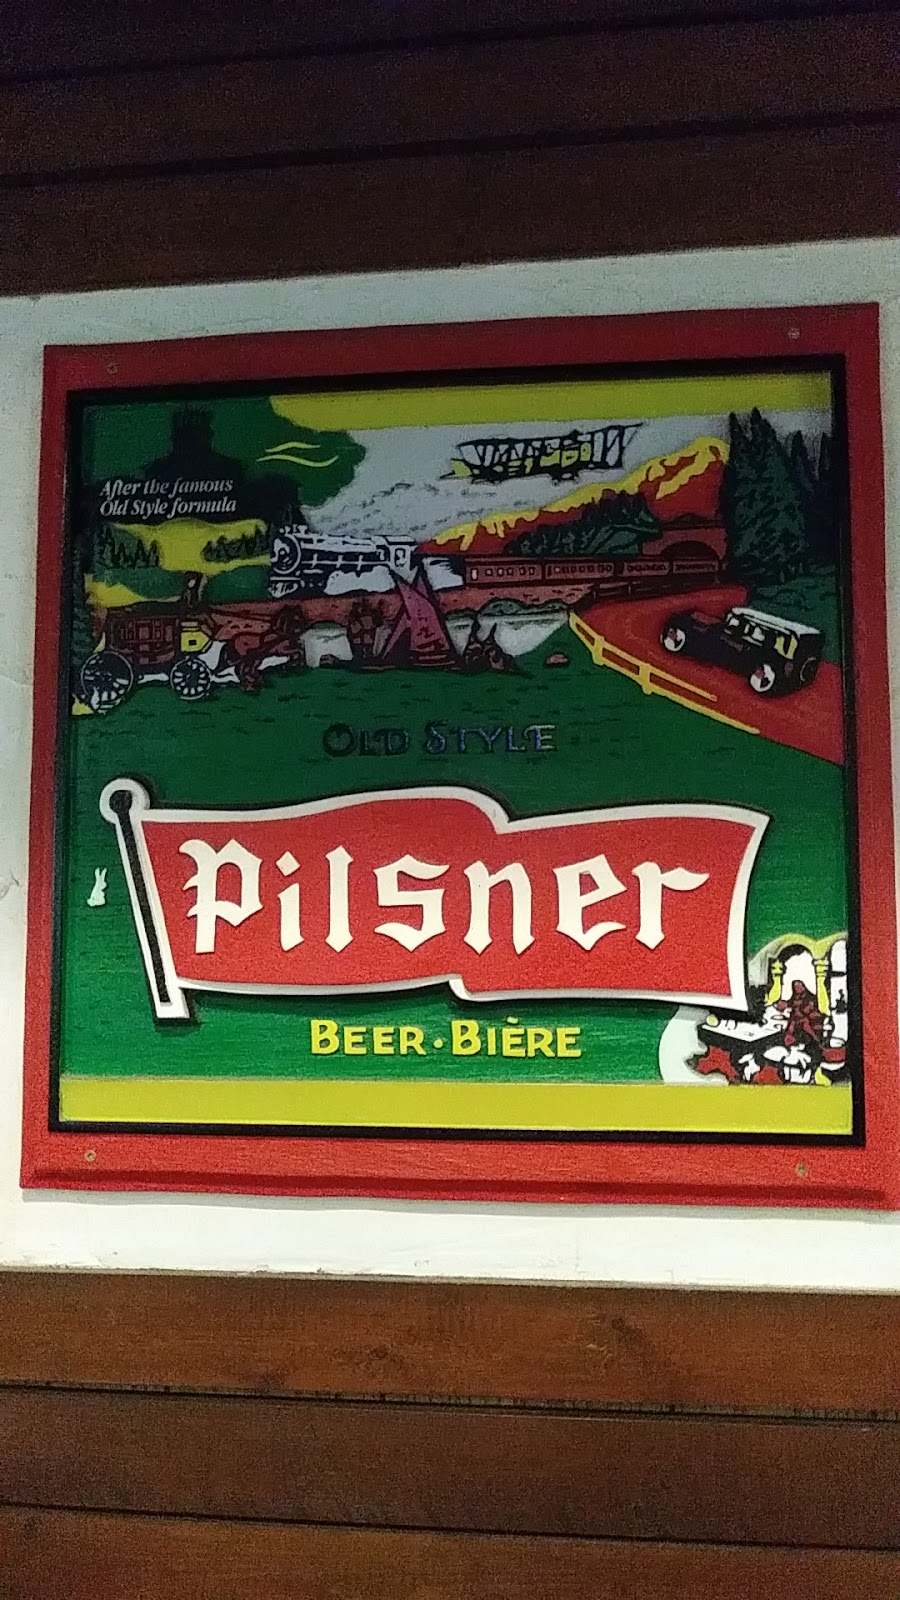 After the famous
Old Style formula
OLD STYLE
Pilsner
BEER · BIÈRE